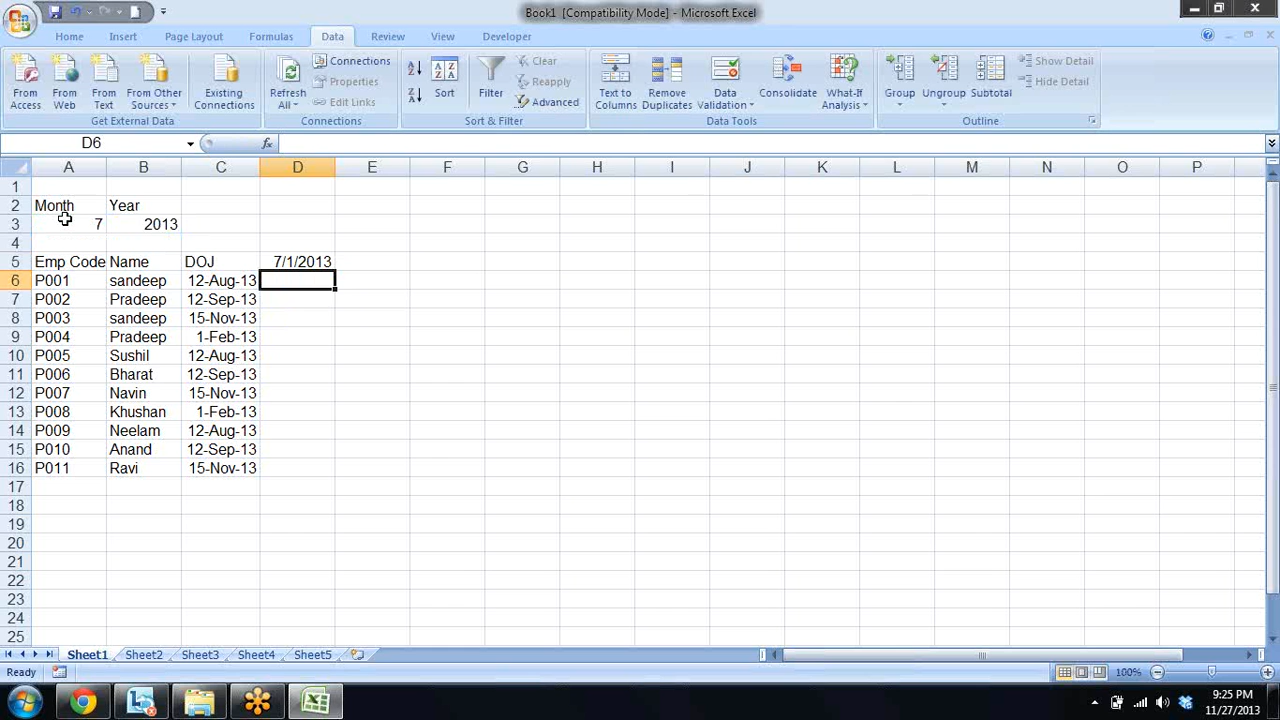 Book1 [Compatibility Mode] - Microsoft Excel
Home Insert Page Layout Formulas Data Review View Developer
From Access
From Web
From Text
From Other Sources
Existing Connections
Get External Data
Refresh All
Connections
Properties
Edit Links
Connections
Sort
Filter
Clear
Reapply
Advanced
Sort & Filter
Text to Columns
Remove Duplicates
Data Validation
Consolidate
What-If Analysis
Data Tools
Group
Ungroup
Subtotal
Show Detail
Hide Detail
Outline
D6 fx
A B C D E F G H I J K L M N O P
1
2 Month Year
3 7 2013
4
5 Emp Code Name DOJ 7/1/2013
6 P001 sandeep 12-Aug-13
7 P002 Pradeep 12-Sep-13
8 P003 sandeep 15-Nov-13
9 P004 Pradeep 1-Feb-13
10 P005 Sushil 12-Aug-13
11 P006 Bharat 12-Sep-13
12 P007 Navin 15-Nov-13
13 P008 Khushan 1-Feb-13
14 P009 Neelam 12-Aug-13
15 P010 Anand 12-Sep-13
16 P011 Ravi 15-Nov-13
17
18
19
20
21
22
23
24
25
Sheet1 Sheet2 Sheet3 Sheet4 Sheet5
Ready 100%
9:25 PM
11/27/2013